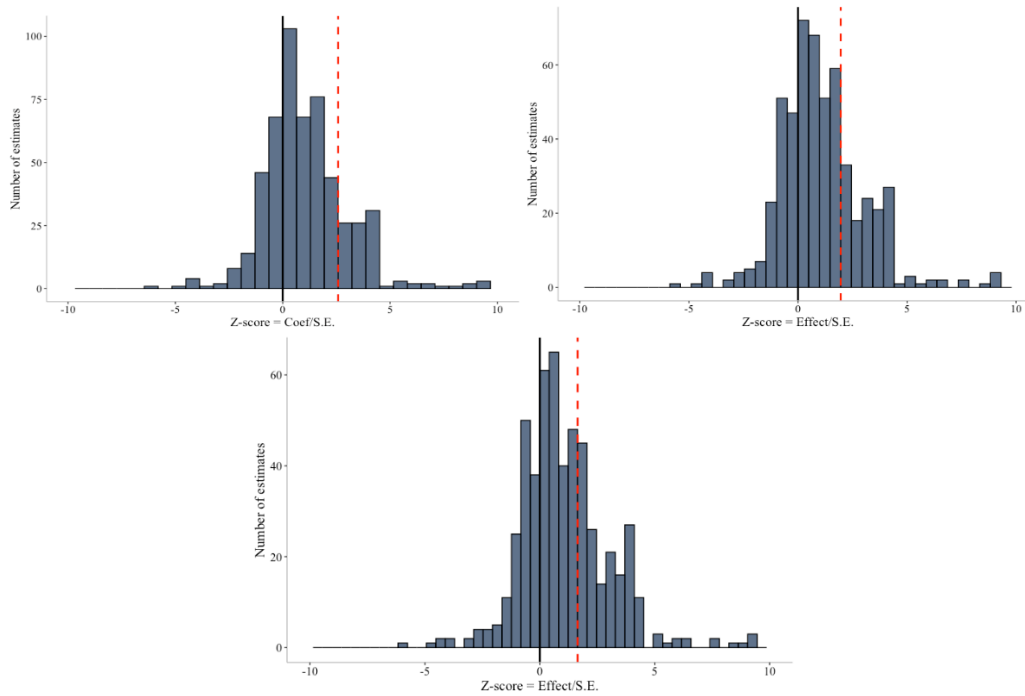 Number of estimates
100
75
50
25
0
-10 -5 0 5 10
Z-score = Coef/S.E.
Number of estimates
60
40
20
0
-10 -5 0 5 10
Z-score = Effect/S.E.
Number of estimates
60
40
20
0
-10 -5 0 5 10
Z-score = Effect/S.E.